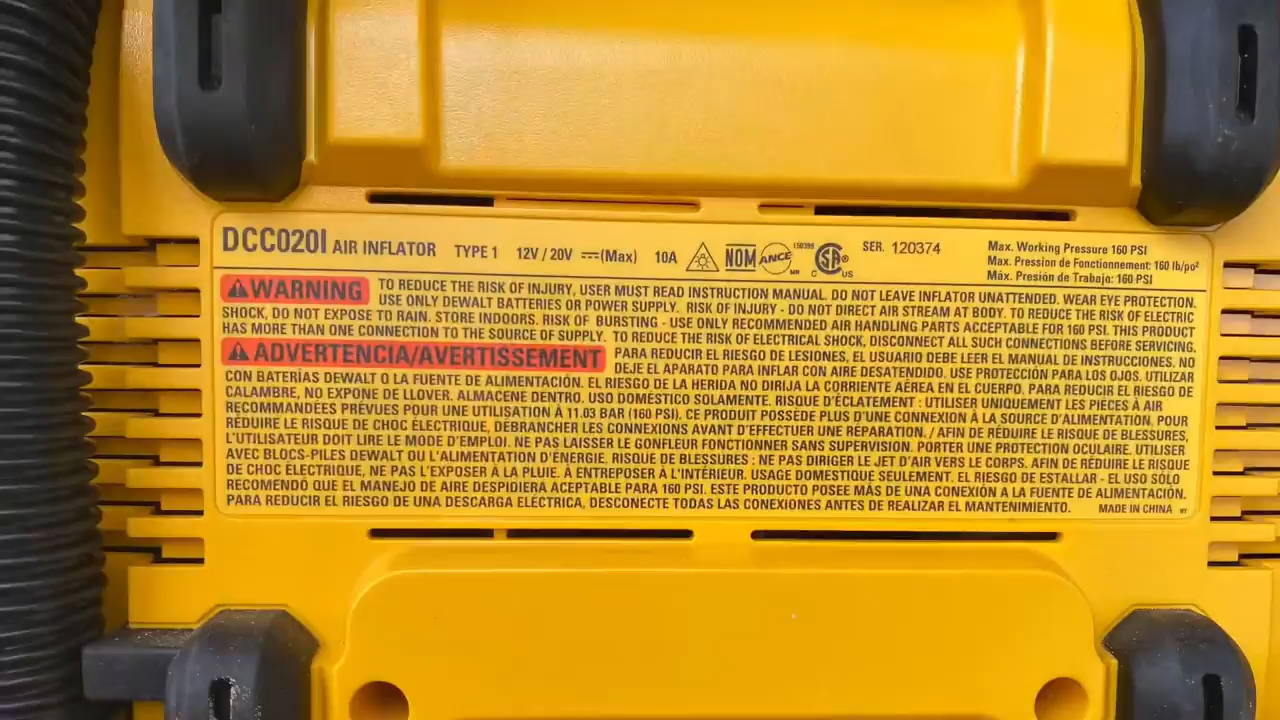 DCC020I AIR INFLATOR TYPE 1 12V / 20V (Max) 10A NOM ANCE 150399 MR SA® C US SER. 120374
Max. Working Pressure 160 PSI
Max. Pression de Fonctionnement: 160 lb/po²
Máx. Presión de Trabajo: 160 PSI
WARNING TO REDUCE THE RISK OF INJURY, USER MUST READ INSTRUCTION MANUAL. DO NOT LEAVE INFLATOR UNATTENDED. WEAR EYE PROTECTION.
USE ONLY DEWALT BATTERIES OR POWER SUPPLY. RISK OF INJURY - DO NOT DIRECT AIR STREAM AT BODY. TO REDUCE THE RISK OF ELECTRIC
SHOCK, DO NOT EXPOSE TO RAIN. STORE INDOORS. RISK OF BURSTING - USE ONLY RECOMMENDED AIR HANDLING PARTS ACCEPTABLE FOR 160 PSI. THIS PRODUCT
HAS MORE THAN ONE CONNECTION TO THE SOURCE OF SUPPLY. TO REDUCE THE RISK OF ELECTRICAL SHOCK, DISCONNECT ALL SUCH CONNECTIONS BEFORE SERVICING.
ADVERTENCIA/AVERTISSEMENT PARA REDUCIR EL RIESGO DE LESIONES, EL USUARIO DEBE LEER EL MANUAL DE INSTRUCCIONES. NO
DEJE EL APARATO PARA INFLAR CON AIRE DESATENDIDO. USE PROTECCIÓN PARA LOS OJOS. UTILIZAR
CON BATERÍAS DEWALT O LA FUENTE DE ALIMENTACIÓN. EL RIESGO DE LA HERIDA NO DIRIJA LA CORRIENTE AÉREA EN EL CUERPO. PARA REDUCIR EL RIESGO DE
CALAMBRE, NO EXPONE DE LLOVER. ALMACENE DENTRO. USO DOMÉSTICO SOLAMENTE. RISQUE D'ÉCLATEMENT : UTILISER UNIQUEMENT LES PIÈCES À AIR
RECOMMANDÉES PRÉVUES POUR UNE UTILISATION À 11.03 BAR (160 PSI). CE PRODUIT POSSÈDE PLUS D'UNE CONNEXION À LA SOURCE D'ALIMENTATION. POUR
RÉDUIRE LE RISQUE DE CHOC ÉLECTRIQUE, DÉBRANCHER LES CONNEXIONS AVANT D'EFFECTUER UNE RÉPARATION. / AFIN DE RÉDUIRE LE RISQUE DE BLESSURES,
L'UTILISATEUR DOIT LIRE LE MODE D'EMPLOI. NE PAS LAISSER LE GONFLEUR FONCTIONNER SANS SUPERVISION. PORTER UNE PROTECTION OCULAIRE. UTILISER
AVEC BLOCS-PILES DEWALT OU L'ALIMENTATION D'ÉNERGIE, RISQUE DE BLESSURES : NE PAS DIRIGER LE JET D'AIR VERS LE CORPS. AFIN DE RÉDUIRE LE RISQUE
DE CHOC ÉLECTRIQUE, NE PAS L'EXPOSER À LA PLUIE. À ENTREPOSER À L'INTÉRIEUR. USAGE DOMESTIQUE SEULEMENT. EL RIESGO DE ESTALLAR - EL USO SÓLO
RECOMENDÓ QUE EL MANEJO DE AIRE DESPIDIERA ACEPTABLE PARA 160 PSI. ESTE PRODUCTO POSEE MÁS DE UNA CONEXIÓN A LA FUENTE DE ALIMENTACIÓN.
PARA REDUCIR EL RIESGO DE UNA DESCARGA ELÉCTRICA, DESCONECTE TODAS LAS CONEXIONES ANTES DE REALIZAR EL MANTENIMIENTO. MADE IN CHINA